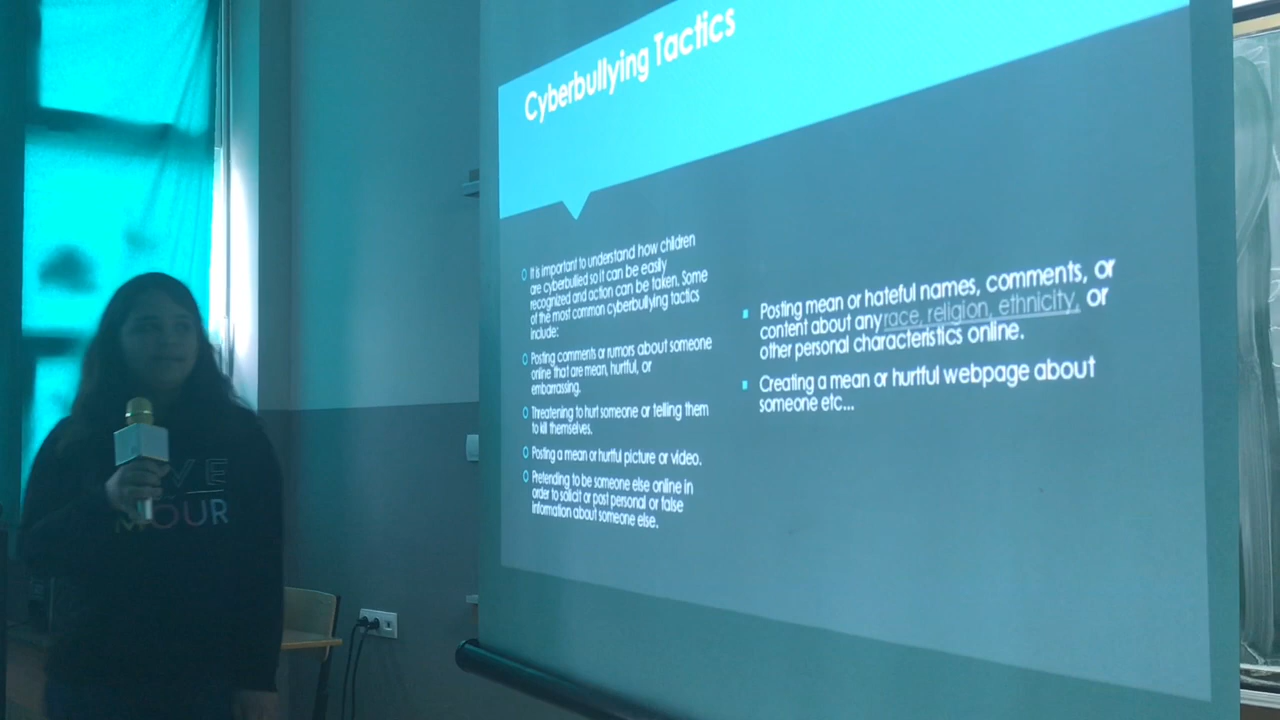 Cyberbullying Tactics
It is important to understand how children
are cyberbullied so it can be easily
recognized and action can be taken. Some
of the most common cyberbullying tactics
include:
Posting comments or rumors about someone
online that are mean, hurtful, or
embarrassing.
Threatening to hurt someone or telling them
to kill themselves.
Posting a mean or hurtful picture or video.
Pretending to be someone else online in
order to solicit or post personal or false
information about someone else.
Posting mean or hateful names, comments, or
content about any race, religion, ethnicity, or
other personal characteristics online.
Creating a mean or hurtful webpage about
someone etc...